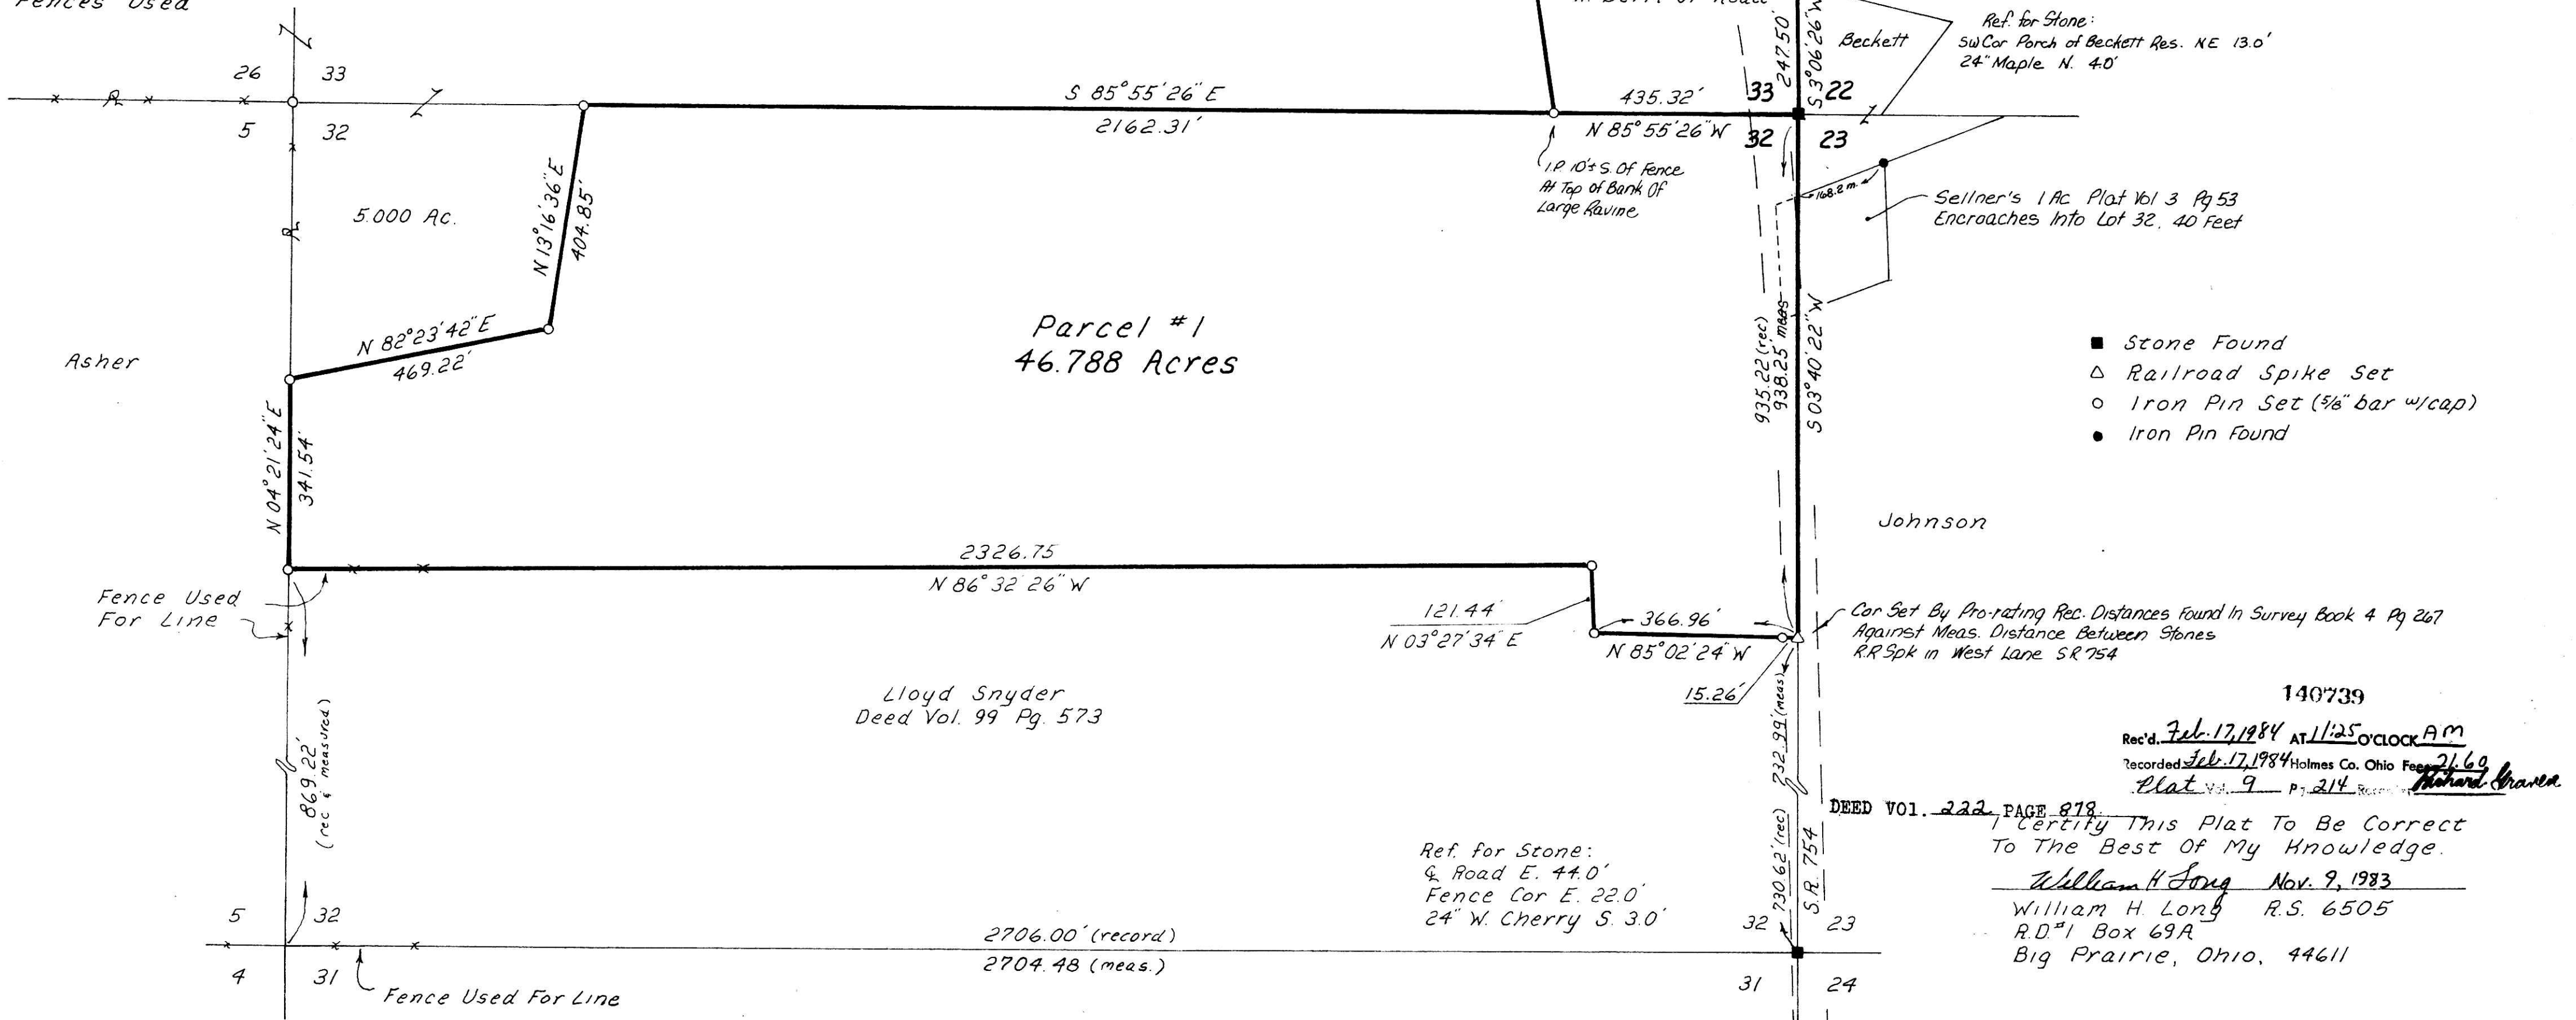 Fences Used
247.50'
S 3°06'26"W
Beckett
Ref. for Stone:
SW Cor Porch of Beckett Res. NE 13.0'
24" Maple N. 40'
26 33
5 32
S 85°55'26" E
2162.31'
435.32'
N 85°55'26" W
33 22
32 23
I.P. 10'± S. Of Fence
At Top of Bank Of
Large Ravine
168.2 m.
Sellner's 1 Ac Plat Vol 3 Pg 53
Encroaches Into Lot 32, 40 Feet
5.000 Ac.
N 13°16'36" E
404.85'
N 82°23'42" E
469.22'
Asher
N 04°21'24" E
341.54'
Parcel #1
46.788 Acres
935.22 (rec)
938.25' meas
S 03°40'22" W
■ Stone Found
△ Railroad Spike Set
○ Iron Pin Set (5/8" bar w/cap)
● Iron Pin Found
Johnson
2326.75
N 86°32'26" W
Fence Used
For Line
121.44'
N 03°27'34" E
366.96'
N 85°02'24" W
15.26'
Cor Set By Pro-rating Rec. Distances Found In Survey Book 4 Pg 267
Against Meas. Distance Between Stones
R.R Spk in West Lane SR 754
Lloyd Snyder
Deed Vol. 99 Pg. 573
869.22'
(rec & measured)
732.99' (meas)
730.62' (rec)
S.R. 754
140739
Rec'd. Feb. 17, 1984 AT 11:25 O'CLOCK A M
Recorded Feb. 17, 1984 Holmes Co. Ohio Fee 21.60
Plat Vol. 9 Pg 214 Richard Graven
DEED VOl. 222 PAGE 878
I Certify This Plat To Be Correct
To The Best Of My Knowledge.
William H Long Nov. 9, 1983
William H. Long R.S. 6505
R.D.#1 Box 69A
Big Prairie, Ohio, 44611
Ref. for Stone:
℄ Road E. 44.0'
Fence Cor E. 22.0'
24" W. Cherry S. 3.0'
5 32
4 31
2706.00' (record)
2704.48 (meas.)
Fence Used For Line
32 23
31 24